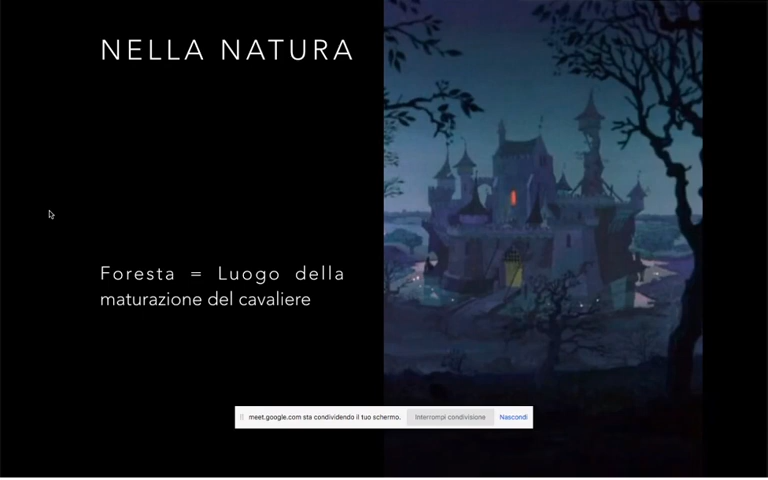 NELLA NATURA
Foresta = Luogo della
maturazione del cavaliere
meet.google.com sta condividendo il tuo schermo. Interrompi condivisione Nascondi